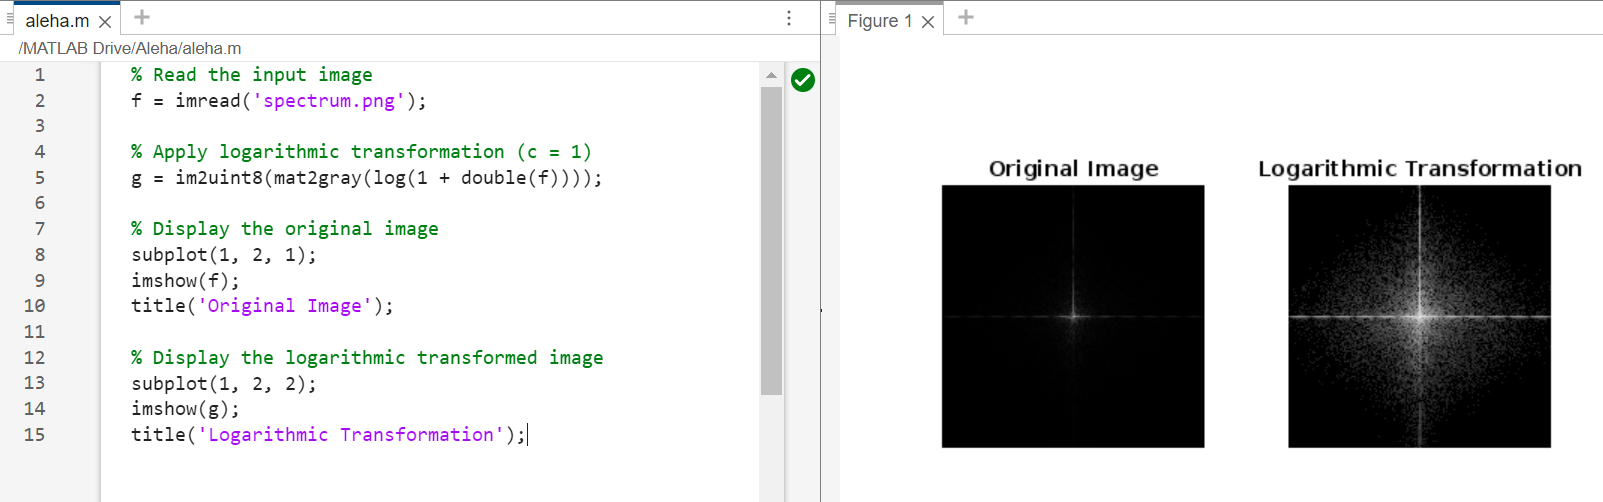 aleha.m
/MATLAB Drive/Aleha/aleha.m
1 % Read the input image
2 f = imread('spectrum.png');
3
4 % Apply logarithmic transformation (c = 1)
5 g = im2uint8(mat2gray(log(1 + double(f))));
6
7 % Display the original image
8 subplot(1, 2, 1);
9 imshow(f);
10 title('Original Image');
11
12 % Display the logarithmic transformed image
13 subplot(1, 2, 2);
14 imshow(g);
15 title('Logarithmic Transformation');
Figure 1
Original Image
Logarithmic Transformation